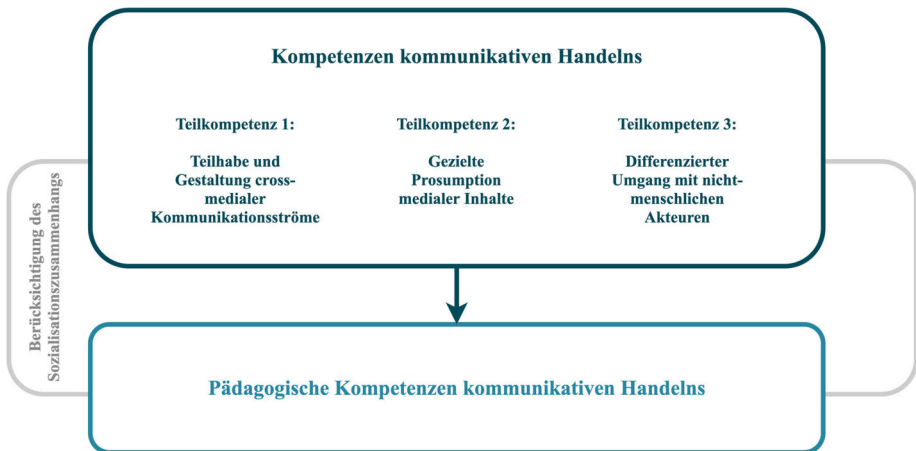 Kompetenzen kommunikativen Handelns
Teilkompetenz 1:
Teilhabe und
Gestaltung cross-
medialer
Kommunikationsströme
Teilkompetenz 2:
Gezielte
Prosumption
medialer Inhalte
Teilkompetenz 3:
Differenzierter
Umgang mit nicht-
menschlichen
Akteuren
Berücksichtigung des
Sozialisationszusammenhangs
Pädagogische Kompetenzen kommunikativen Handelns